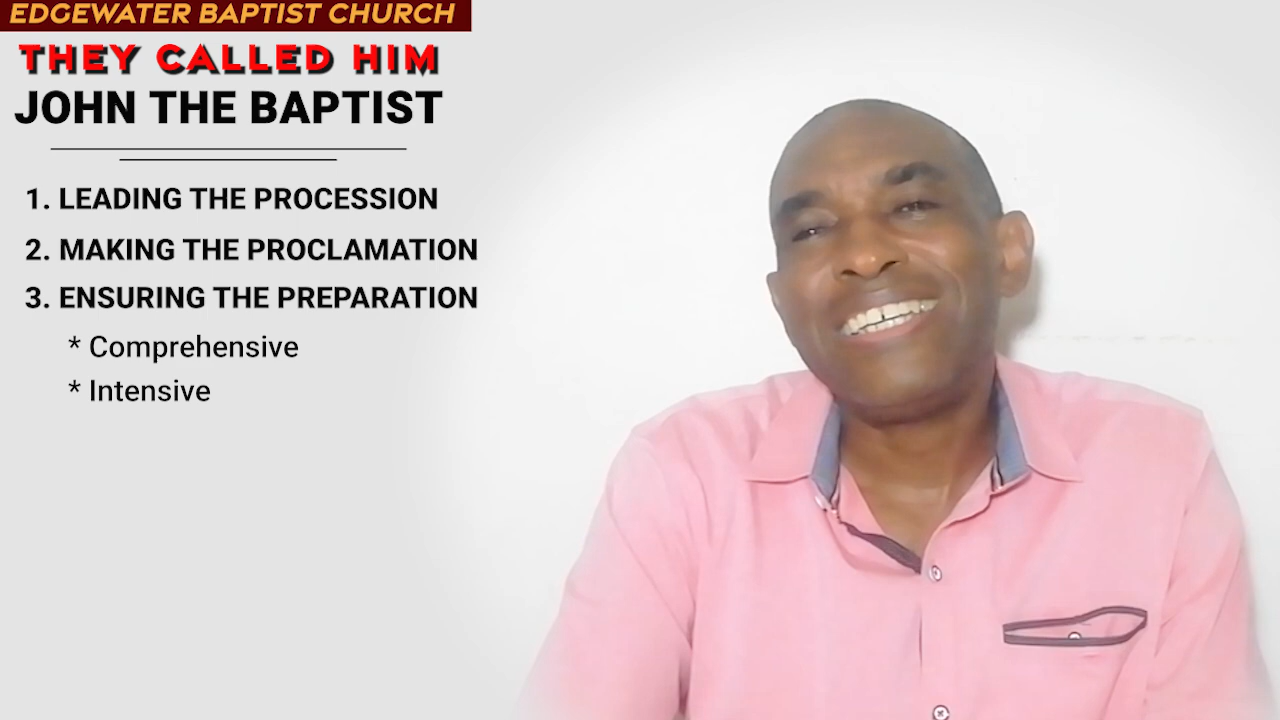 EDGEWATER BAPTIST CHURCH
THEY CALLED HIM
JOHN THE BAPTIST
1. LEADING THE PROCESSION
2. MAKING THE PROCLAMATION
3. ENSURING THE PREPARATION
* Comprehensive
* Intensive